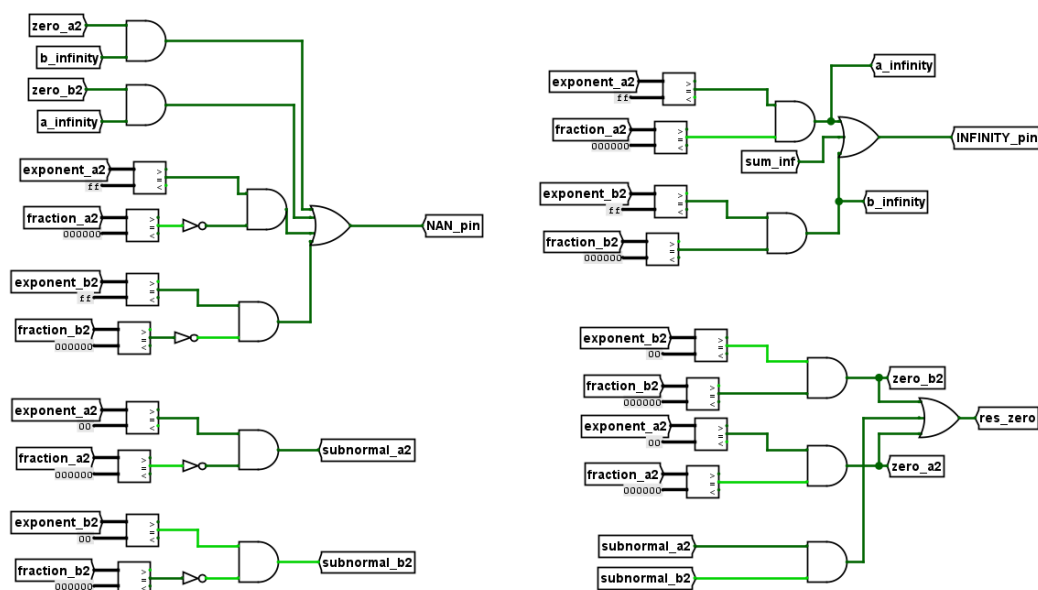 zero_a2
b_infinity
zero_b2
a_infinity
exponent_a2
ff
fraction_a2
000000
exponent_b2
ff
fraction_b2
000000
NAN_pin
exponent_a2
00
fraction_a2
000000
subnormal_a2
exponent_b2
00
fraction_b2
000000
subnormal_b2
exponent_a2
ff
fraction_a2
000000
a_infinity
sum_inf
INFINITY_pin
exponent_b2
ff
fraction_b2
000000
b_infinity
exponent_b2
00
fraction_b2
000000
zero_b2
exponent_a2
00
fraction_a2
000000
zero_a2
res_zero
subnormal_a2
subnormal_b2